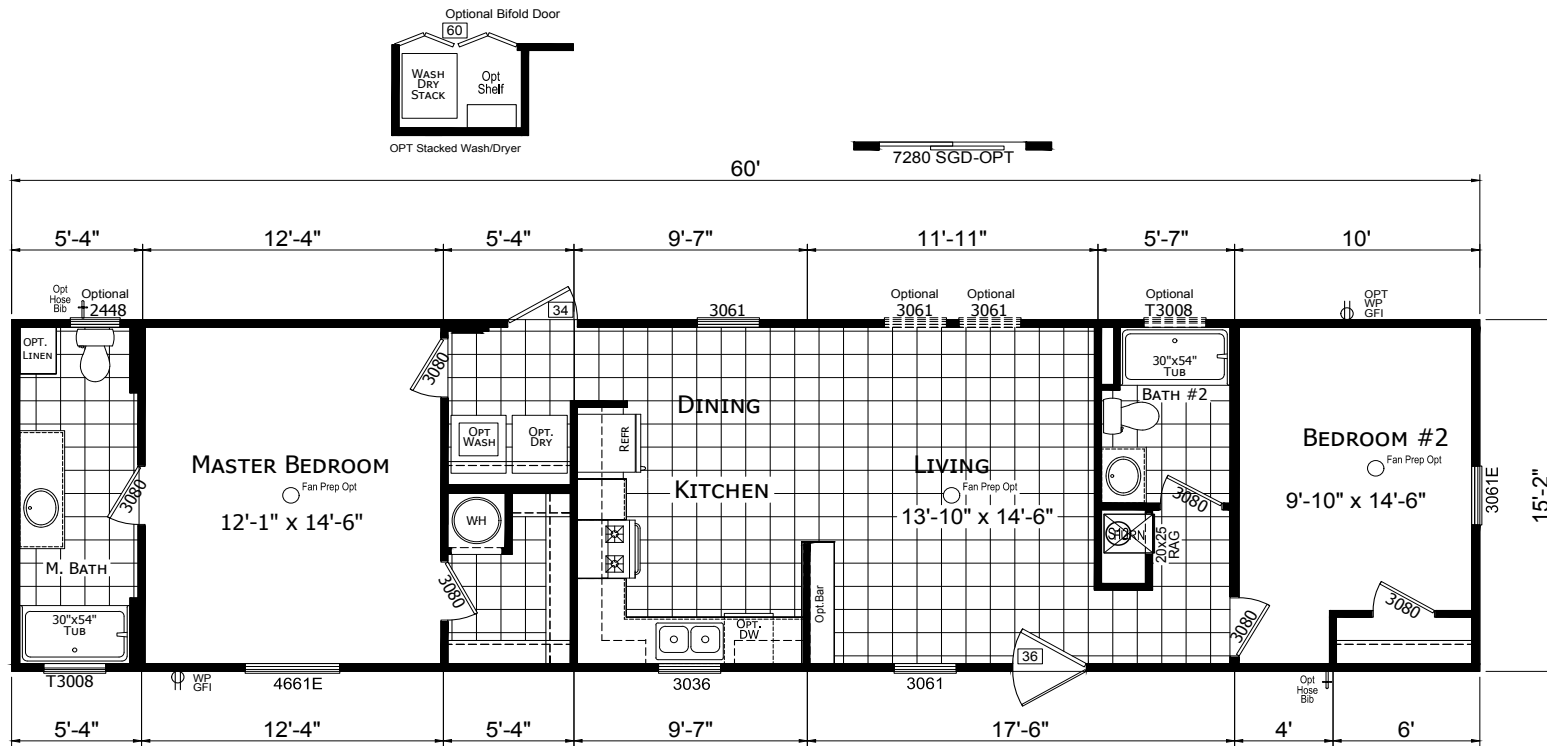 Optional Bifold Door
60
WASH
DRY
STACK
Opt
Shelf
OPT Stacked Wash/Dryer
7280 SGD-OPT
60'
5'-4" 12'-4" 5'-4" 9'-7" 11'-11" 5'-7" 10'
Opt
Hose
Bib
Optional
2448
34
3061
Optional
3061
Optional
3061
Optional
T3008
OPT
WP
GFI
OPT.
LINEN
3080
30"x54"
TUB
BATH #2
DINING
OPT
WASH
OPT.
DRY
REFR
MASTER BEDROOM
Fan Prep Opt
12'-1" x 14'-6"
3080
KITCHEN
LIVING
Fan Prep Opt
13'-10" x 14'-6"
BEDROOM #2
Fan Prep Opt
9'-10" x 14'-6"
3061E
15'-2"
WH
3080
20x25
RAG
M. BATH
3080
3080
30"x54"
TUB
OPT.
DW
Opt.Bar
3080
36
T3008
WP
GFI
4661E
3036
3061
Opt
Hose
Bib
5'-4" 12'-4" 5'-4" 9'-7" 17'-6" 4' 6'